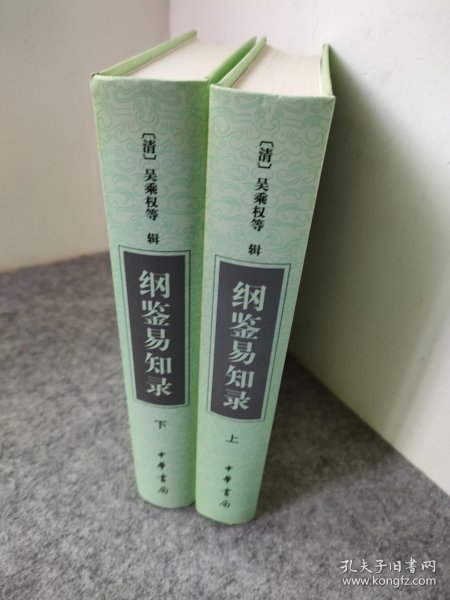 〔清〕吴乘权等 辑
纲鉴易知录
下
中华书局
〔清〕吴乘权等 辑
纲鉴易知录
上
中华书局
孔夫子旧书网
www.kongfz.com